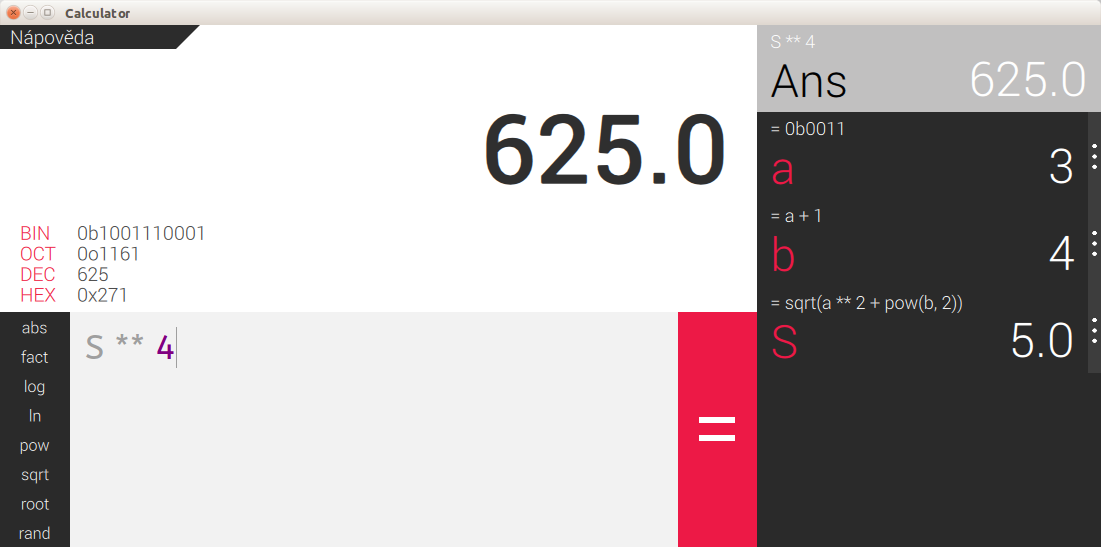 Calculator
Nápověda
625.0
BIN 0b1001110001
OCT 0o1161
DEC 625
HEX 0x271
abs
fact
log
ln
pow
sqrt
root
rand
S ** 4
=
S ** 4
Ans 625.0
= 0b0011
a 3
= a + 1
b 4
= sqrt(a ** 2 + pow(b, 2))
S 5.0